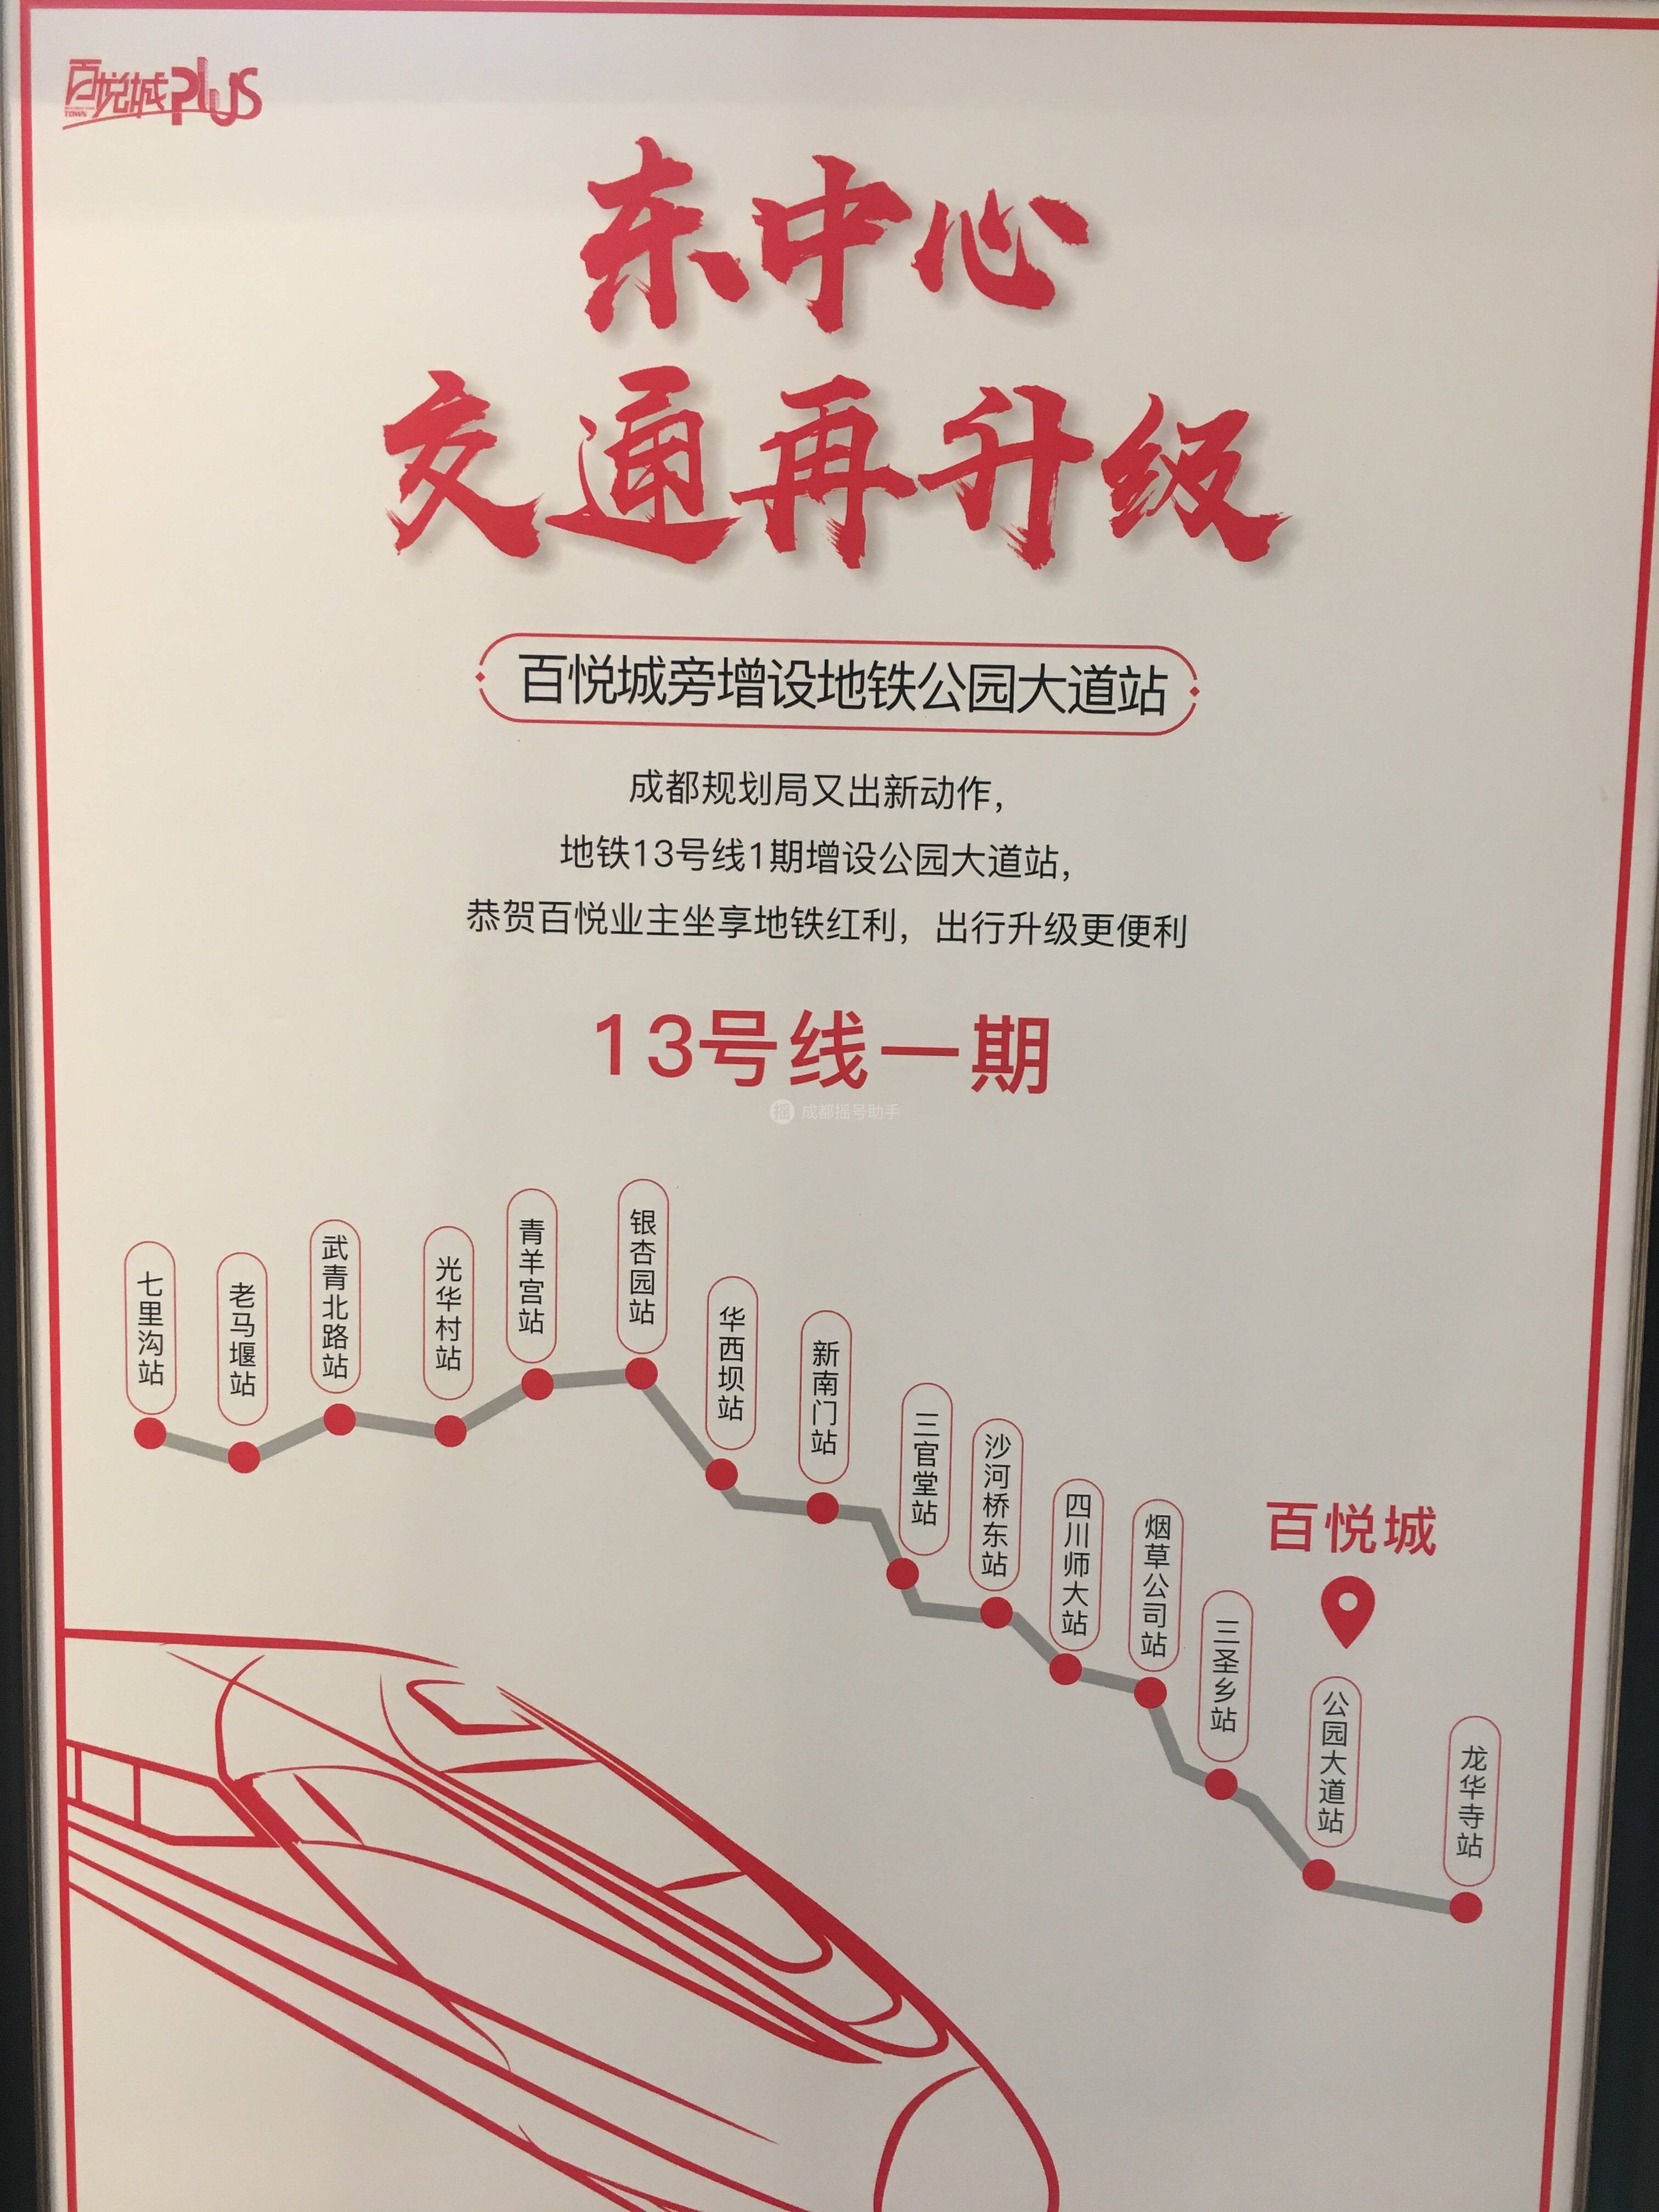 百悦城PLUS
TOWN
东中心
交通再升级
百悦城旁增设地铁公园大道站
成都规划局又出新动作，
地铁13号线1期增设公园大道站，
恭贺百悦业主坐享地铁红利，出行升级更便利
13号线一期
摇 成都摇号助手
七里沟站
老马堰站
武青北路站
光华村站
青羊宫站
银杏园站
华西坝站
新南门站
三官堂站
沙河桥东站
四川师大站
烟草公司站
三圣乡站
百悦城
公园大道站
龙华寺站